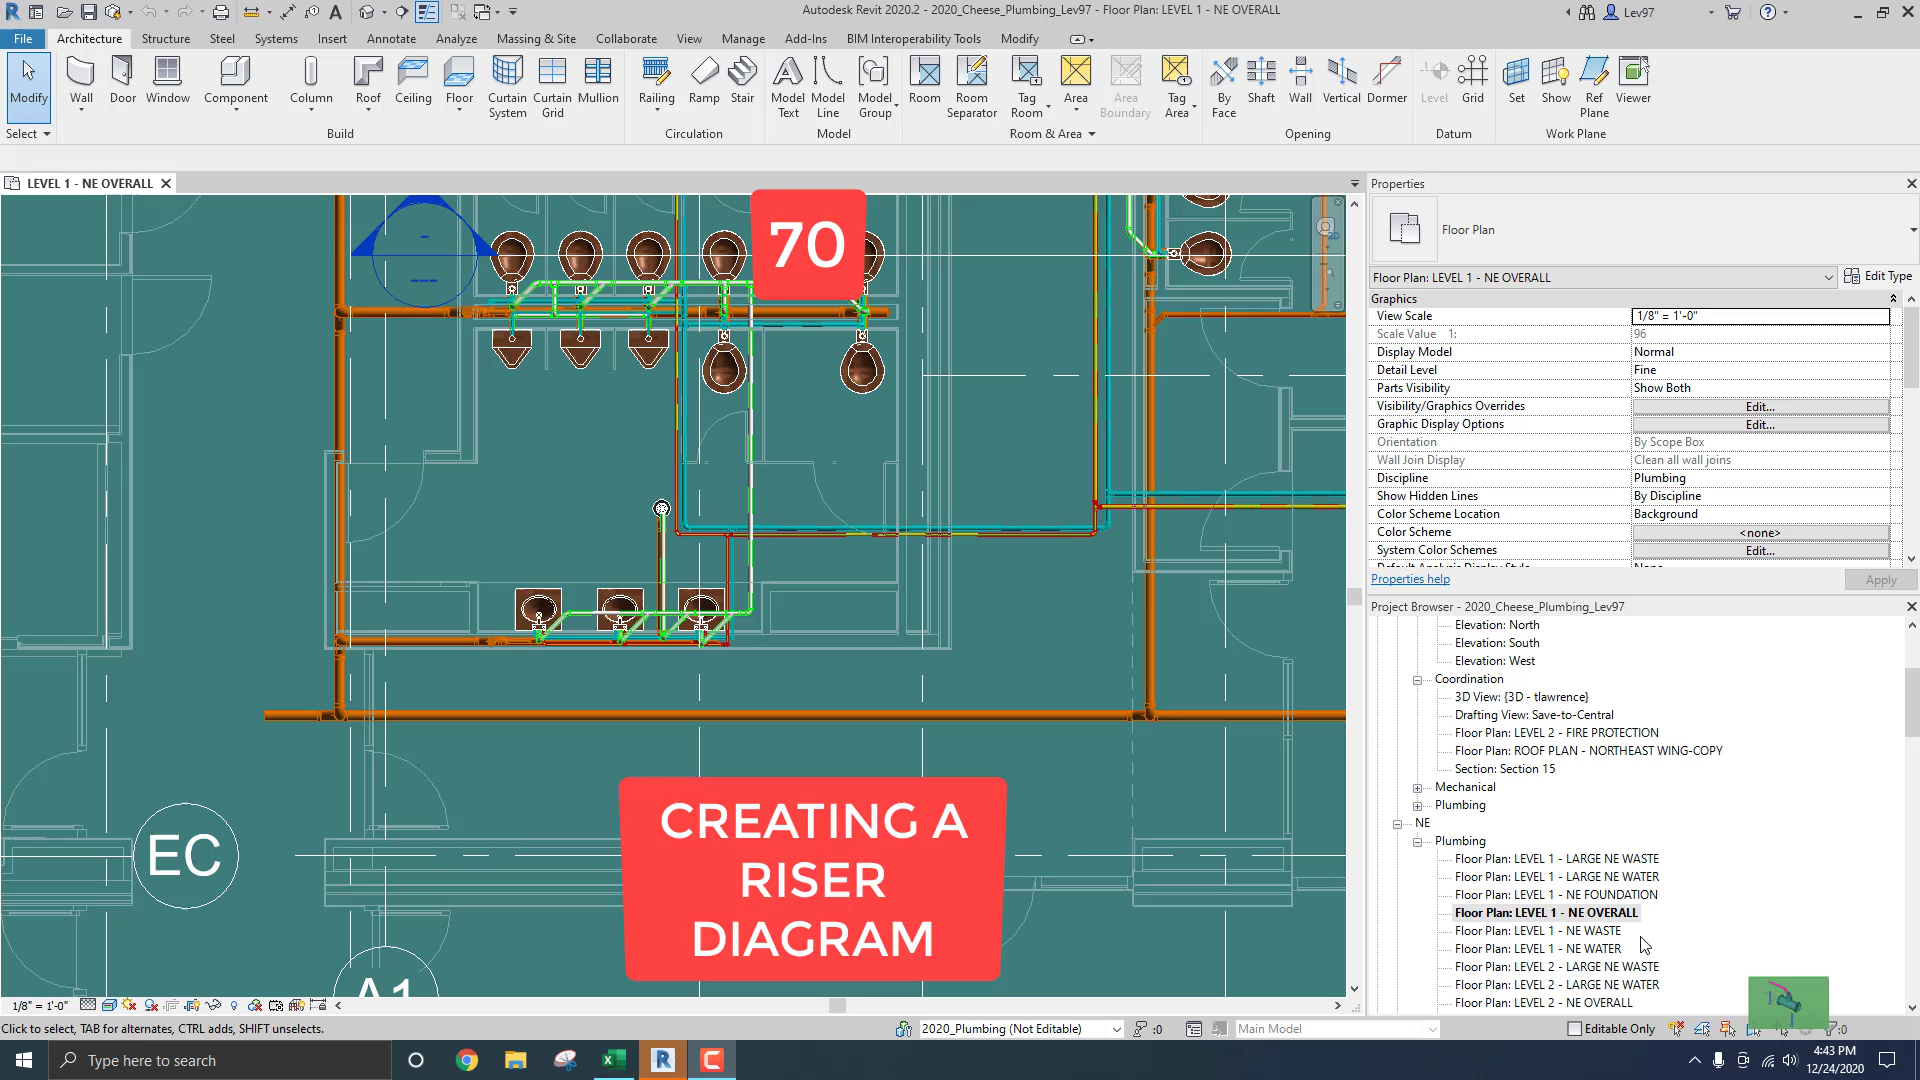 Autodesk Revit 2020.2 - 2020_Cheese_Plumbing_Lev97 - Floor Plan: LEVEL 1 - NE OVERALL
Lev97
File Architecture Structure Steel Systems Insert Annotate Analyze Massing & Site Collaborate View Manage Add-Ins BIM Interoperability Tools Modify
Modify Wall Door Window Component Column Roof Ceiling Floor Curtain System Curtain Grid Mullion Railing Ramp Stair Model Text Model Line Model Group Room Room Separator Tag Room Area Area Boundary Tag Area By Face Shaft Wall Vertical Dormer Level Grid Set Show Ref Plane Viewer
Select Build Circulation Model Room & Area Opening Datum Work Plane
LEVEL 1 - NE OVERALL
70
CREATING A
RISER
DIAGRAM
EC
A1
Properties
Floor Plan
Floor Plan: LEVEL 1 - NE OVERALL Edit Type
Graphics
View Scale 1/8" = 1'-0"
Scale Value 1: 96
Display Model Normal
Detail Level Fine
Parts Visibility Show Both
Visibility/Graphics Overrides Edit...
Graphic Display Options Edit...
Orientation By Scope Box
Wall Join Display Clean all wall joins
Discipline Plumbing
Show Hidden Lines By Discipline
Color Scheme Location Background
Color Scheme <none>
System Color Schemes Edit...
Properties help Apply
Project Browser - 2020_Cheese_Plumbing_Lev97
Elevation: North
Elevation: South
Elevation: West
Coordination
3D View: {3D - tlawrence}
Drafting View: Save-to-Central
Floor Plan: LEVEL 2 - FIRE PROTECTION
Floor Plan: ROOF PLAN - NORTHEAST WING-COPY
Section: Section 15
Mechanical
Plumbing
NE
Plumbing
Floor Plan: LEVEL 1 - LARGE NE WASTE
Floor Plan: LEVEL 1 - LARGE NE WATER
Floor Plan: LEVEL 1 - NE FOUNDATION
Floor Plan: LEVEL 1 - NE OVERALL
Floor Plan: LEVEL 1 - NE WASTE
Floor Plan: LEVEL 1 - NE WATER
Floor Plan: LEVEL 2 - LARGE NE WASTE
Floor Plan: LEVEL 2 - LARGE NE WATER
Floor Plan: LEVEL 2 - NE OVERALL
1/8" = 1'-0"
Click to select, TAB for alternates, CTRL adds, SHIFT unselects. 2020_Plumbing (Not Editable) :0 Main Model Editable Only :0
Type here to search
4:43 PM
12/24/2020